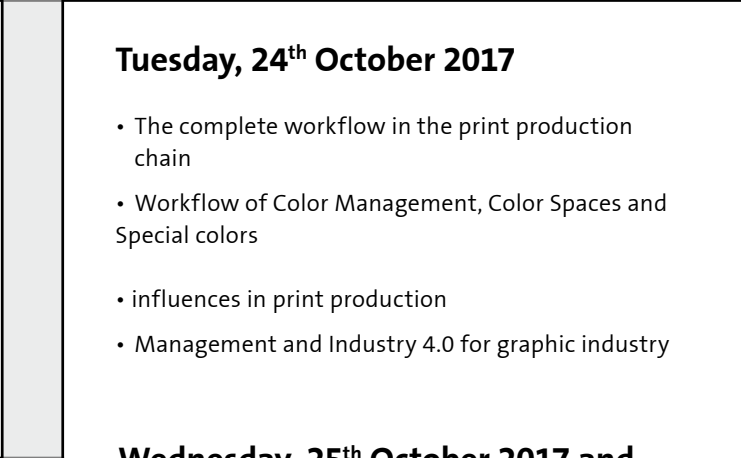 Tuesday, 24th October 2017
• The complete workflow in the print production
chain
• Workflow of Color Management, Color Spaces and
Special colors
• influences in print production
• Management and Industry 4.0 for graphic industry
Wednesday, 25th October 2017 and